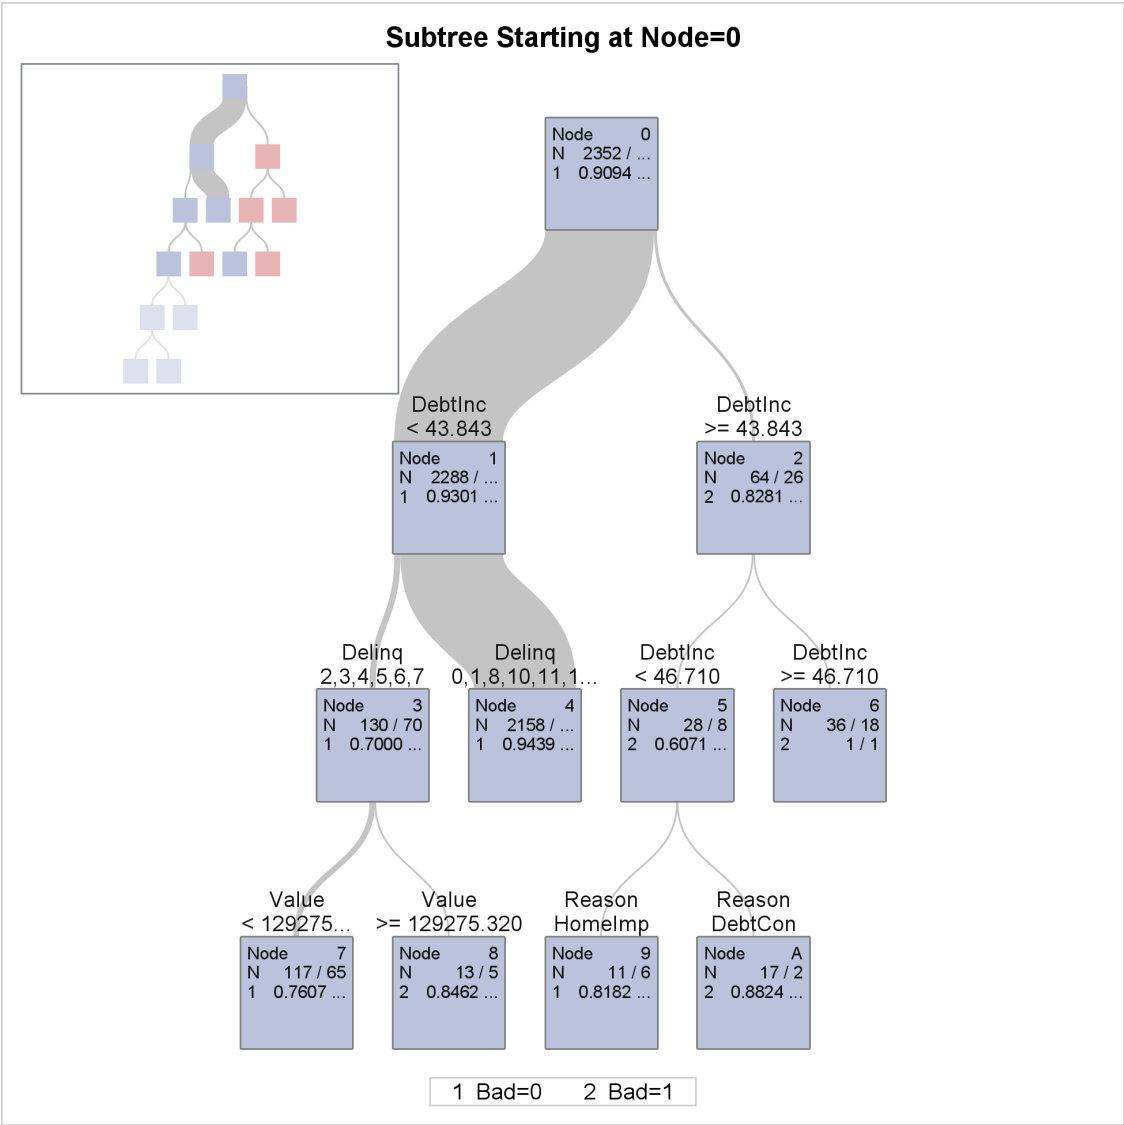 Subtree Starting at Node=0
Node 0
N 2352 / ...
1 0.9094 ...
DebtInc
< 43.843
DebtInc
>= 43.843
Node 1
N 2288 / ...
1 0.9301 ...
Node 2
N 64 / 26
2 0.8281 ...
Delinq
2,3,4,5,6,7
Delinq
0,1,8,10,11,1...
DebtInc
< 46.710
DebtInc
>= 46.710
Node 3
N 130 / 70
1 0.7000 ...
Node 4
N 2158 / ...
1 0.9439 ...
Node 5
N 28 / 8
2 0.6071 ...
Node 6
N 36 / 18
2 1 / 1
Value
< 129275...
Value
>= 129275.320
Reason
HomeImp
Reason
DebtCon
Node 7
N 117 / 65
1 0.7607 ...
Node 8
N 13 / 5
2 0.8462 ...
Node 9
N 11 / 6
1 0.8182 ...
Node A
N 17 / 2
2 0.8824 ...
1 Bad=0 2 Bad=1